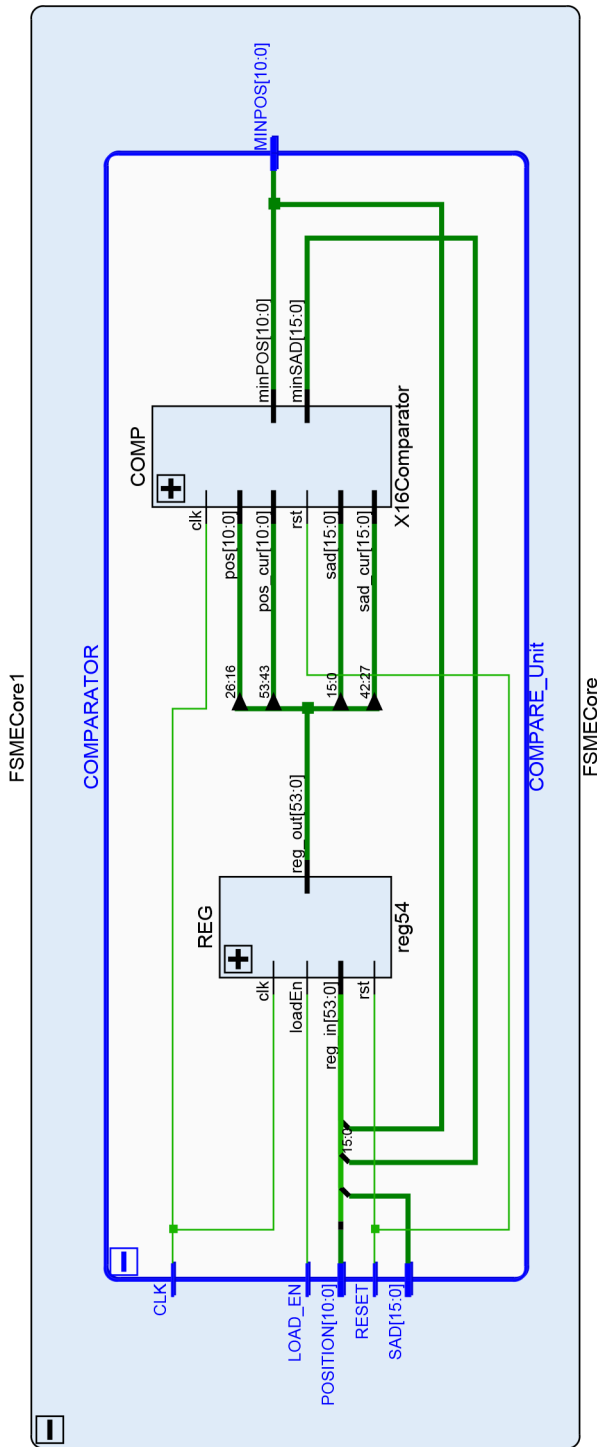 FSMECore1
COMPARATOR
COMP
REG
CLK
LOAD_EN
POSITION[10:0]
RESET
SAD[15:0]
clk
loadEn
reg_in[53:0]
rst
15:0
reg_out[53:0]
reg54
26:16
53:43
15:0
42:27
clk
pos[10:0]
pos_cur[10:0]
rst
sad[15:0]
sad_cur[15:0]
minPOS[10:0]
minSAD[15:0]
X16Comparator
MINPOS[10:0]
COMPARE_Unit
FSMECore